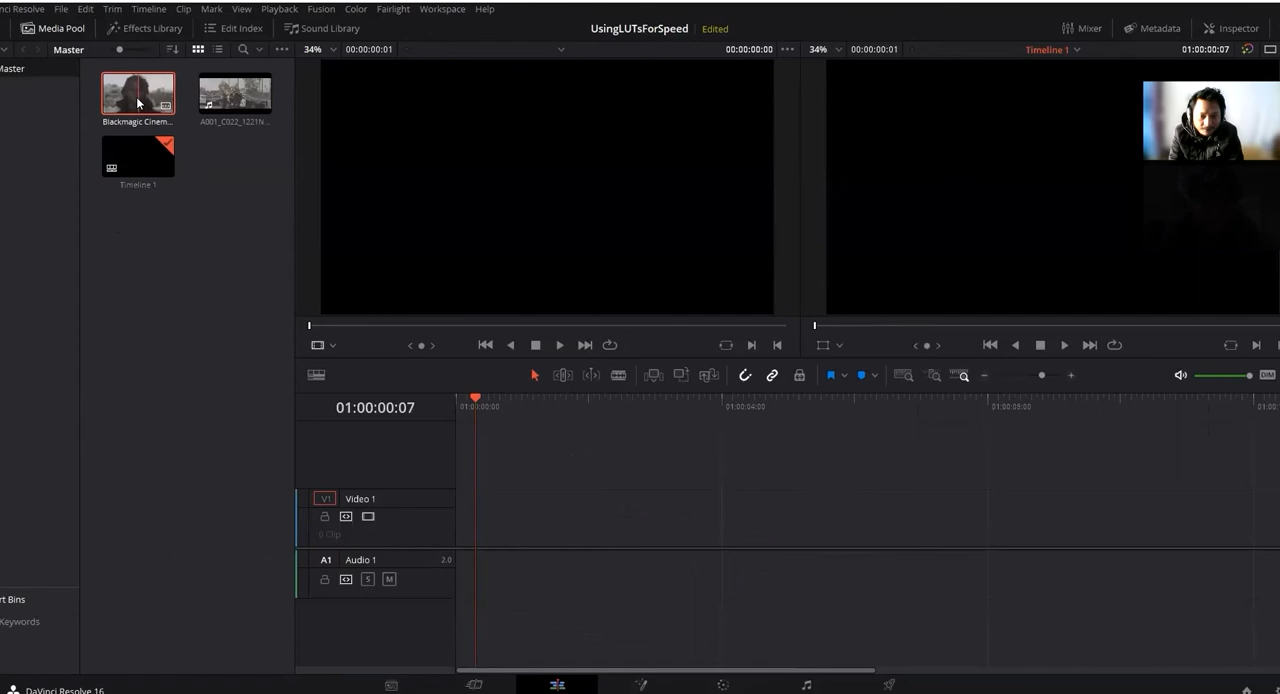 nci Resolve File Edit Trim Timeline Clip Mark View Playback Fusion Color Fairlight Workspace Help
Media Pool Effects Library Edit Index Sound Library UsingLUTsForSpeed Edited Mixer Metadata Inspector
Master 34% 00:00:00:01 00:00:00:00 34% 00:00:00:01 Timeline 1 01:00:00:07
Master
Blackmagic Cinem... A001_C022_1221N...
Timeline 1
DIM
01:00:00:07
01:00:00:00 01:00:04:00 01:00:08:00 01:00:
V1 Video 1
0 Clip
A1 Audio 1 2.0
S M
rt Bins
Keywords
DaVinci Resolve 16